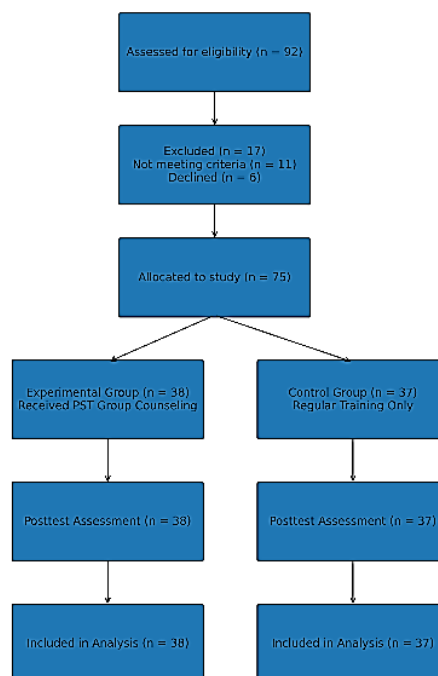 Assessed for eligibility (n = 92)
Excluded (n = 17)
Not meeting criteria (n = 11)
Declined (n = 6)
Allocated to study (n = 75)
Experimental Group (n = 38)
Received PST Group Counseling
Control Group (n = 37)
Regular Training Only
Posttest Assessment (n = 38)
Posttest Assessment (n = 37)
Included in Analysis (n = 38)
Included in Analysis (n = 37)